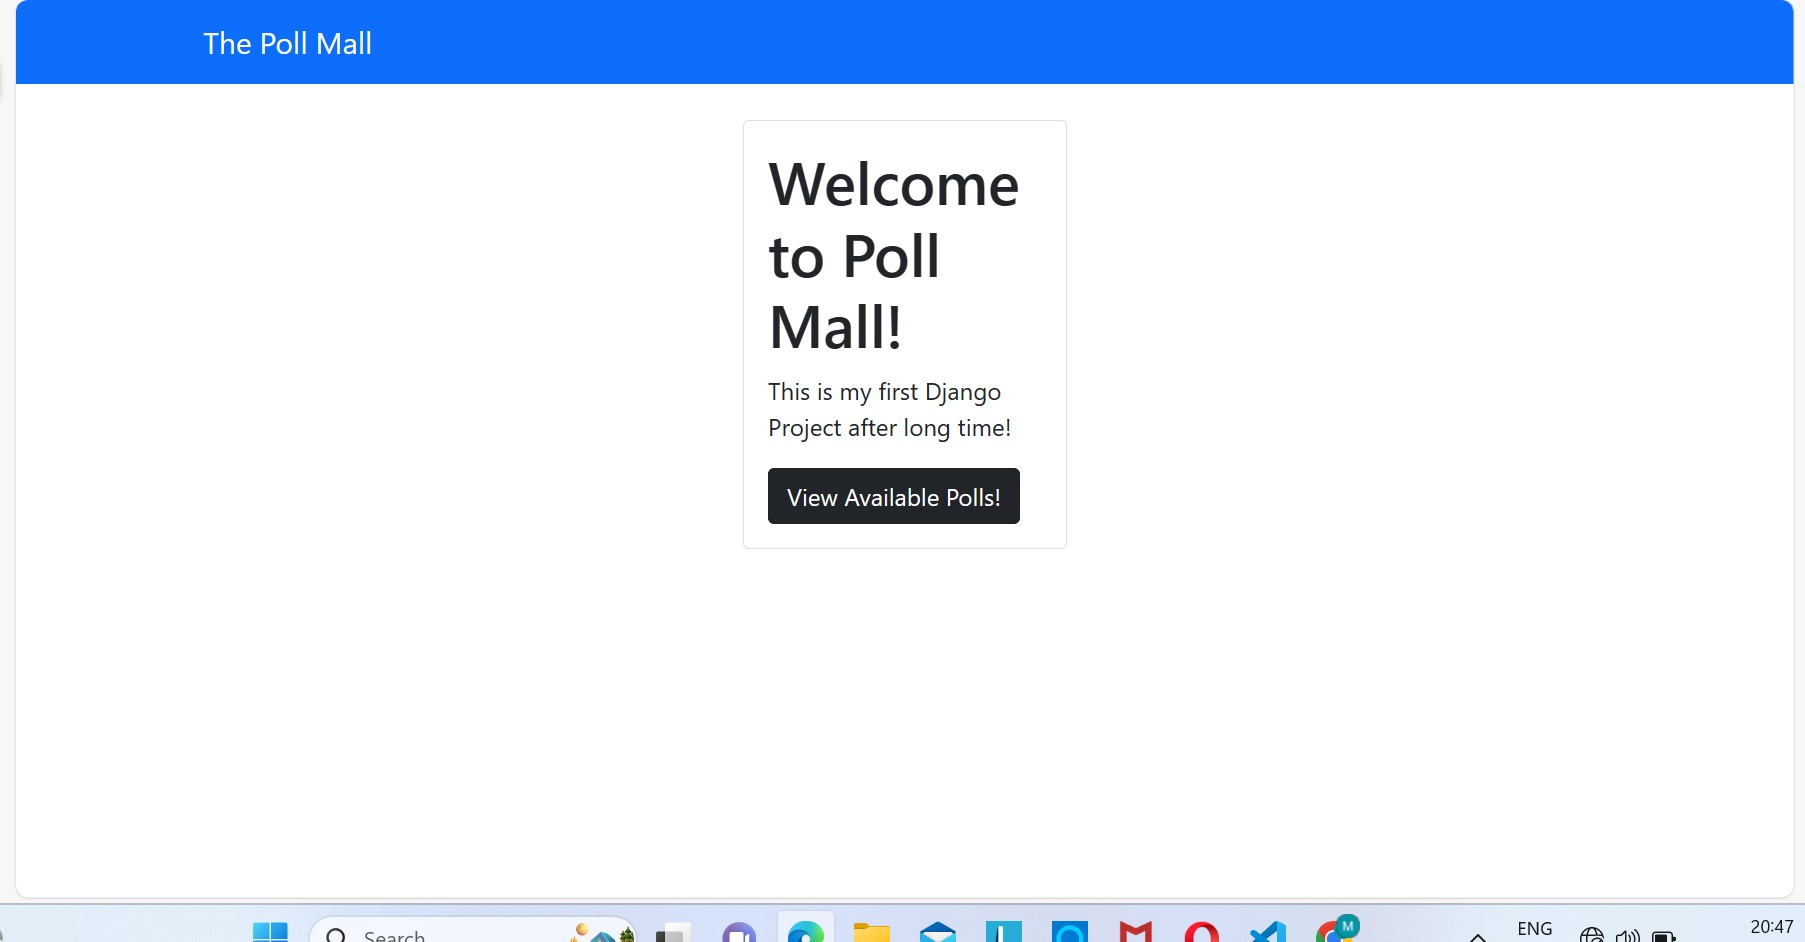 The Poll Mall
Welcome
to Poll
Mall!
This is my first Django
Project after long time!
View Available Polls!
Search
M
ENG
20:47